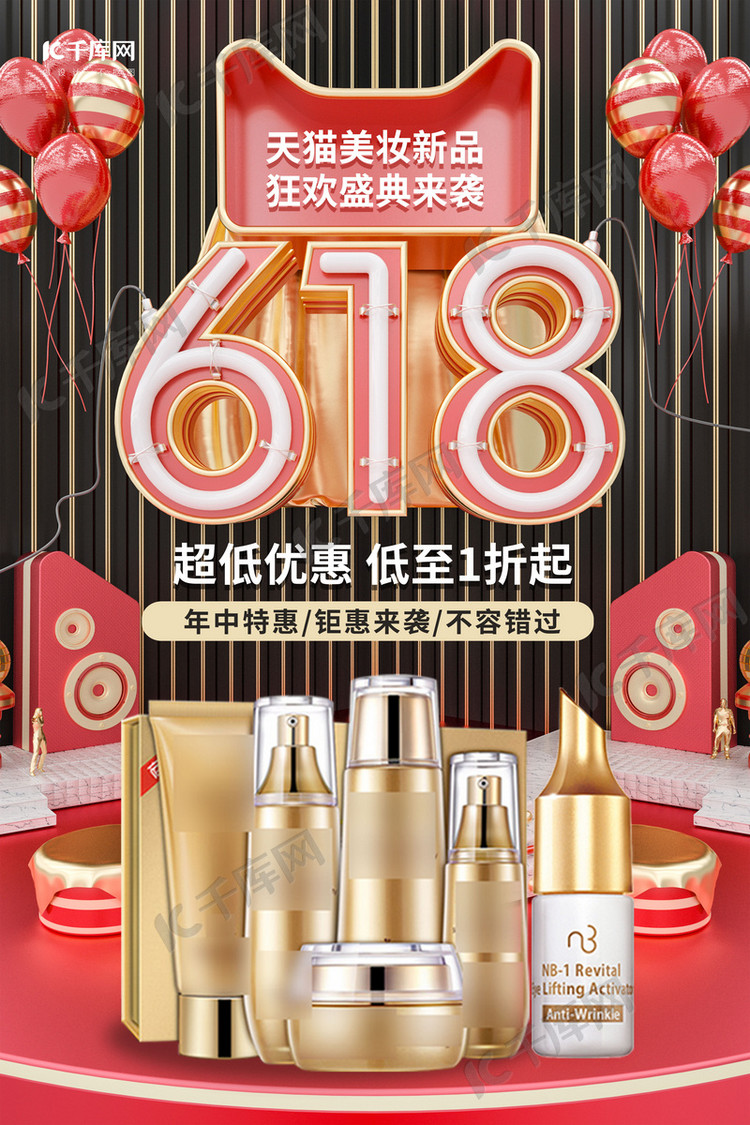 千库网
天猫美妆新品
狂欢盛典来袭
618
超低优惠 低至1折起
年中特惠/钜惠来袭/不容错过
NB-1 Revital
Eye Lifting Activator
Anti-Wrinkle